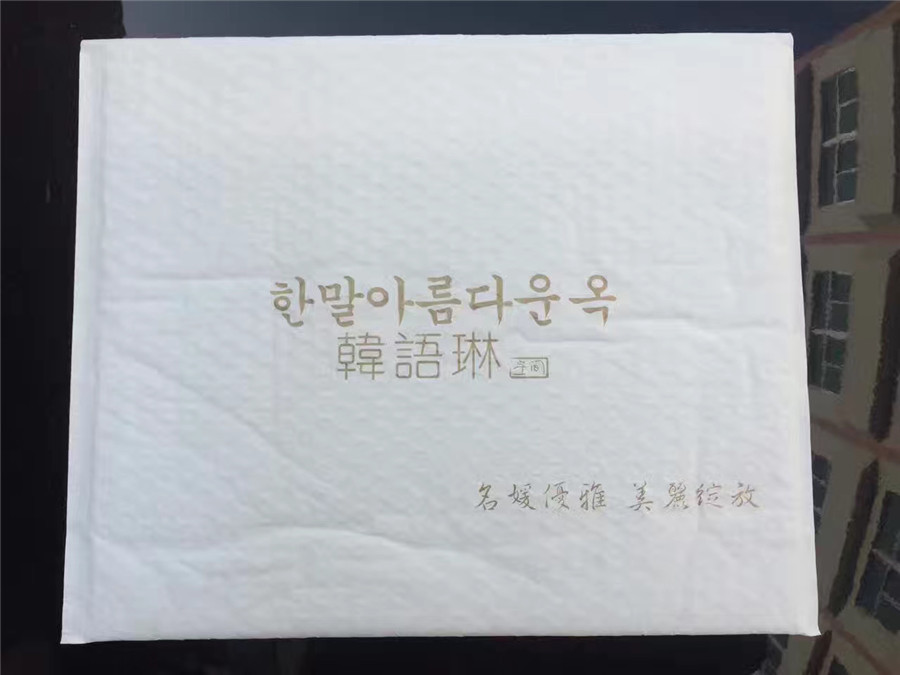 한말아름다운옥
韓語琳
名媛優雅 美麗綻放